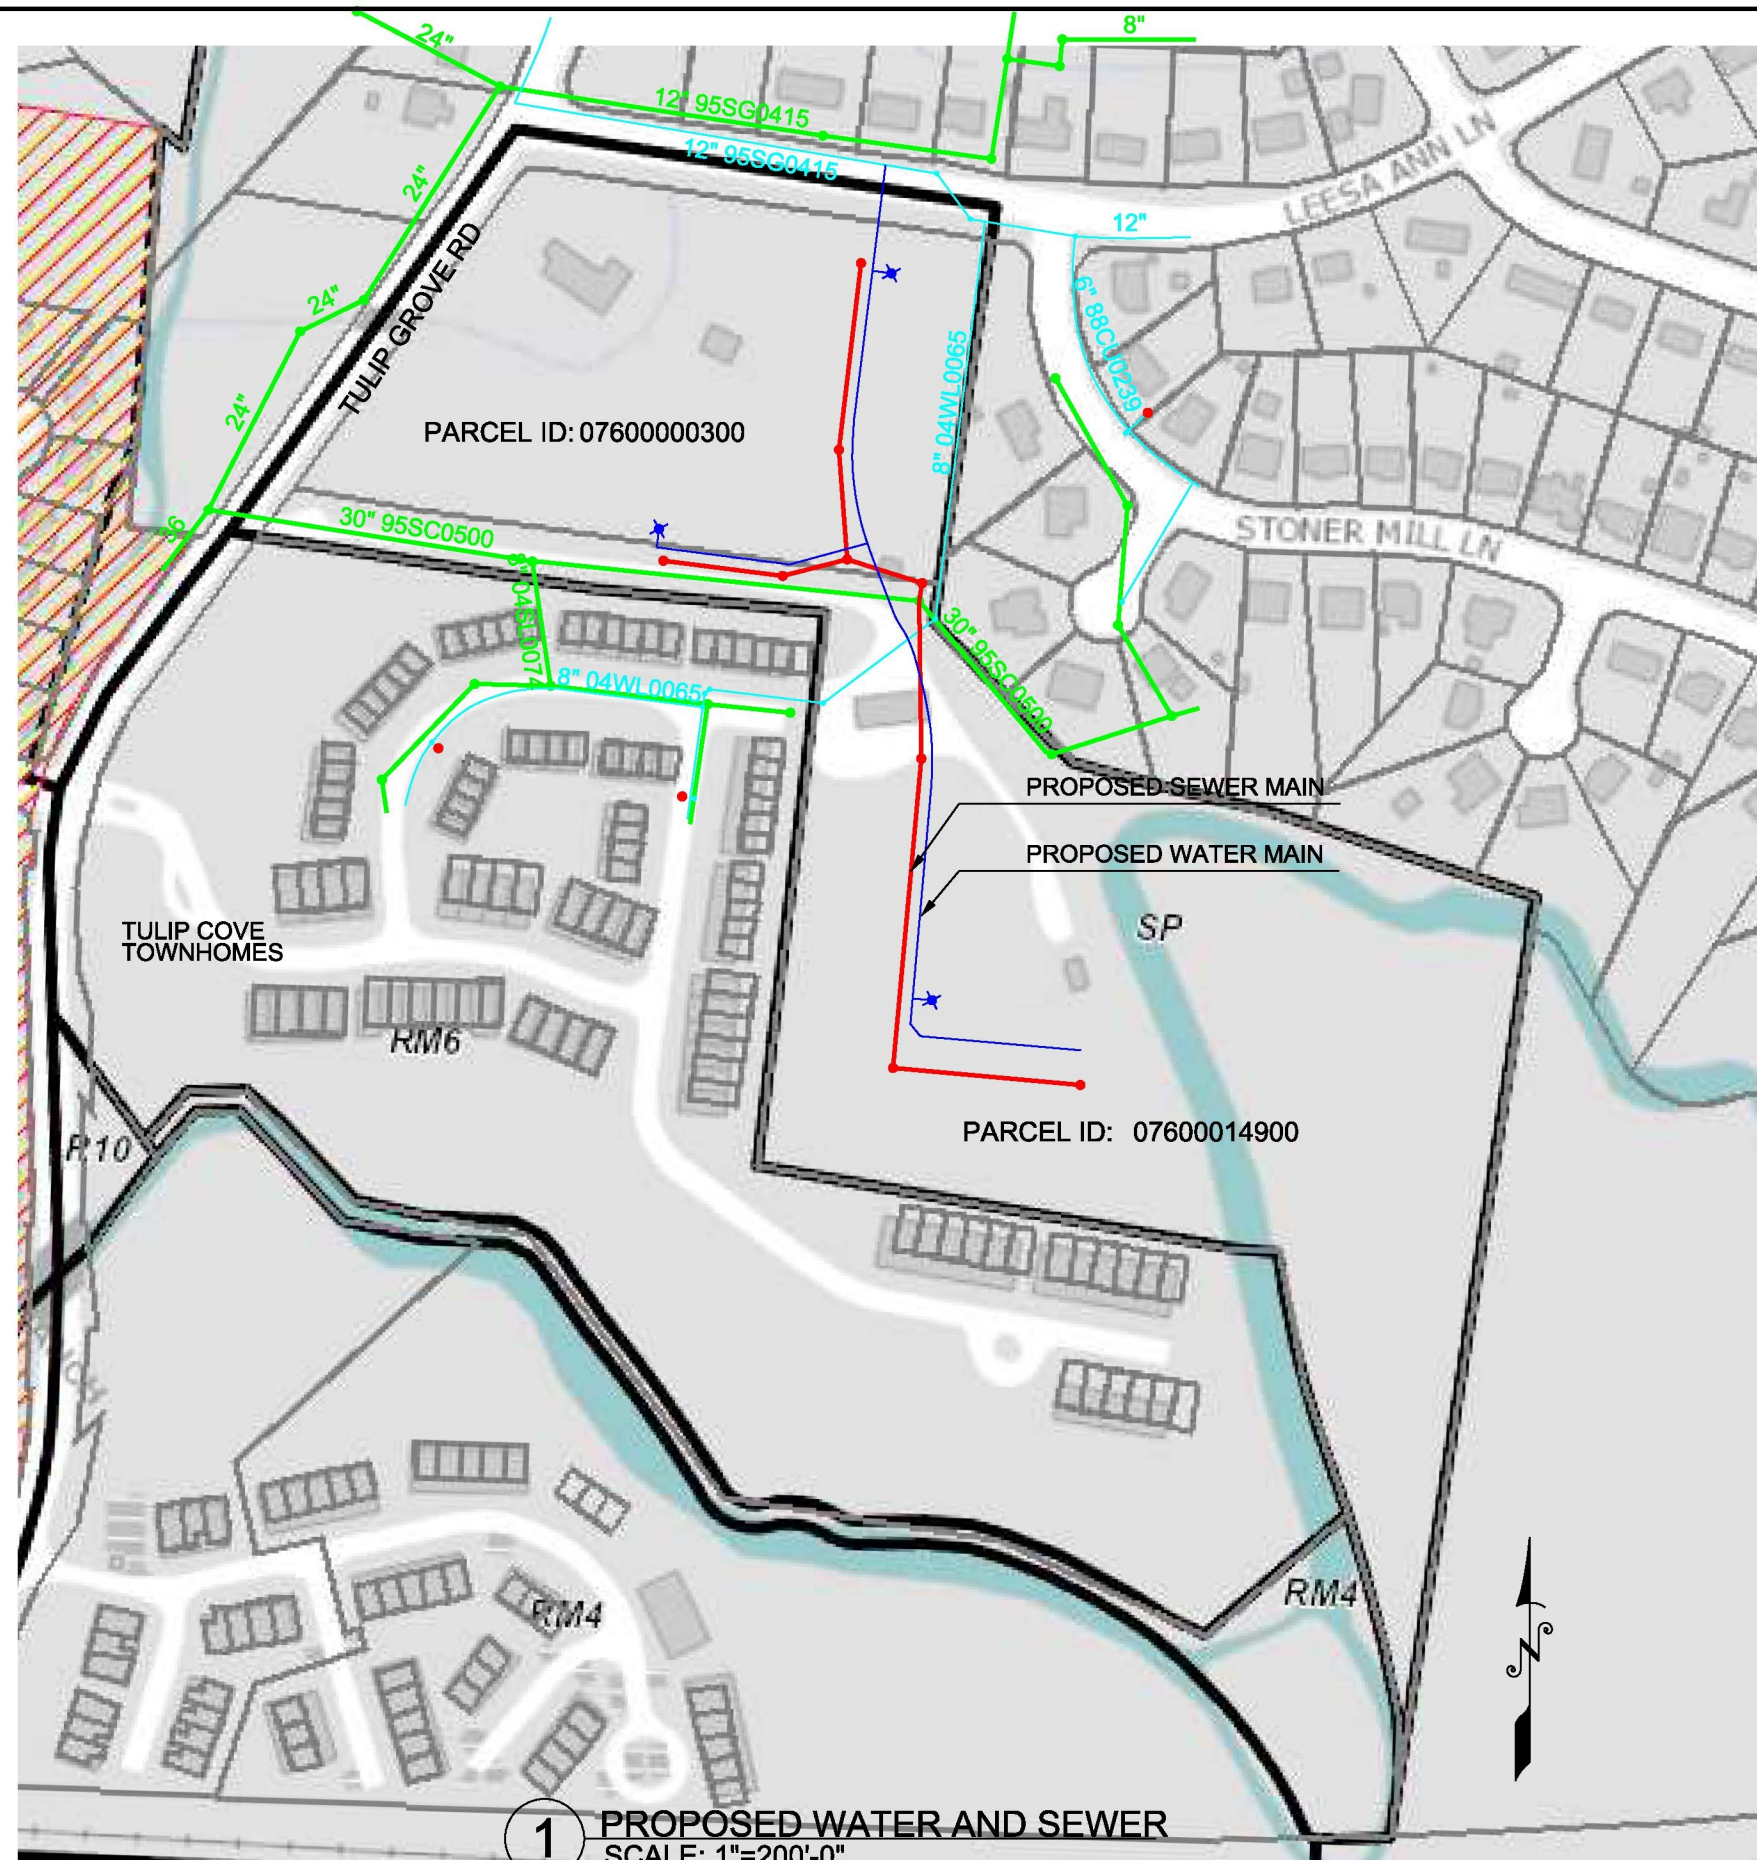 24"
8"
12" 95SG0415
12" 95SG0415
LEESA ANN LN
24"
12"
TULIP GROVE RD
24"
6" 88CU0239
8" 04WL0065
24"
PARCEL ID: 07600000300
30" 95SC0500
36
STONER MILL LN
8" 04SL0074
30" 95SC0500
8" 04WL0065
PROPOSED SEWER MAIN
PROPOSED WATER MAIN
SP
TULIP COVE
TOWNHOMES
RM6
PARCEL ID: 07600014900
R10
RM4
RM4
N
1
PROPOSED WATER AND SEWER
SCALE: 1"=200'-0"